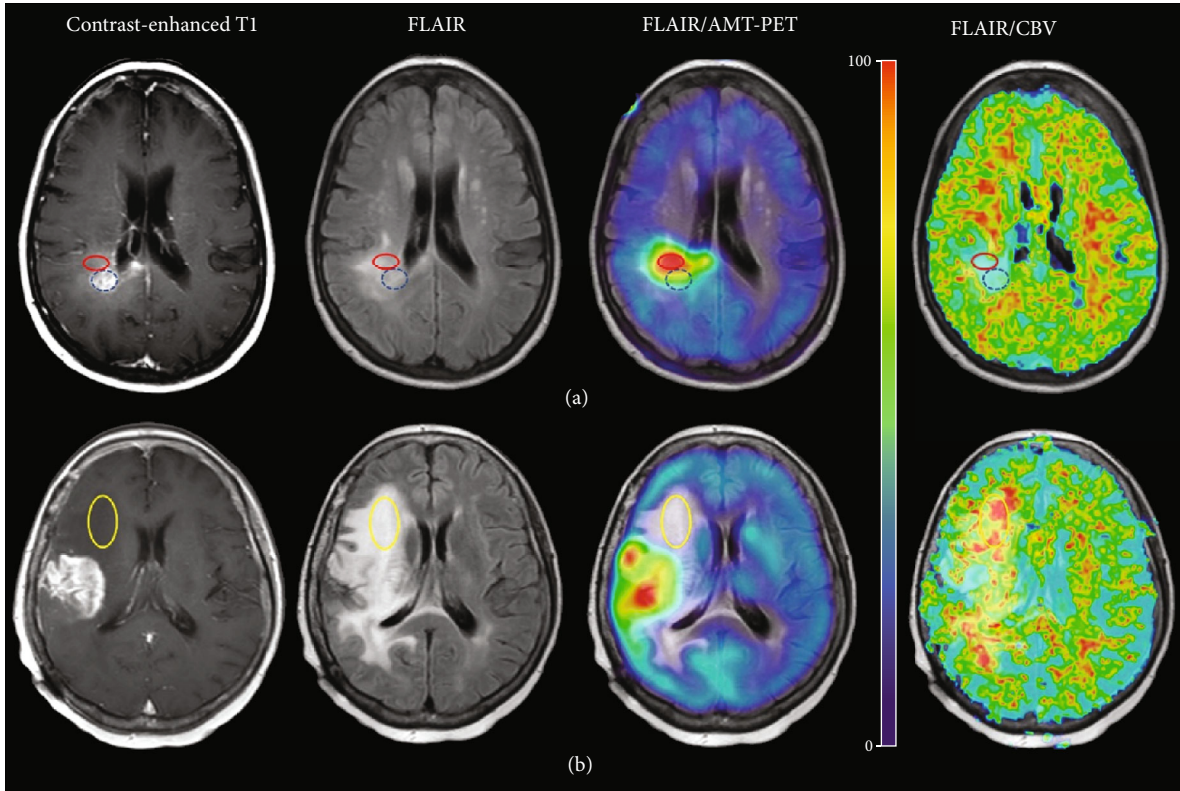 Contrast-enhanced T1
FLAIR
FLAIR/AMT-PET
FLAIR/CBV
100
(a)
0
(b)